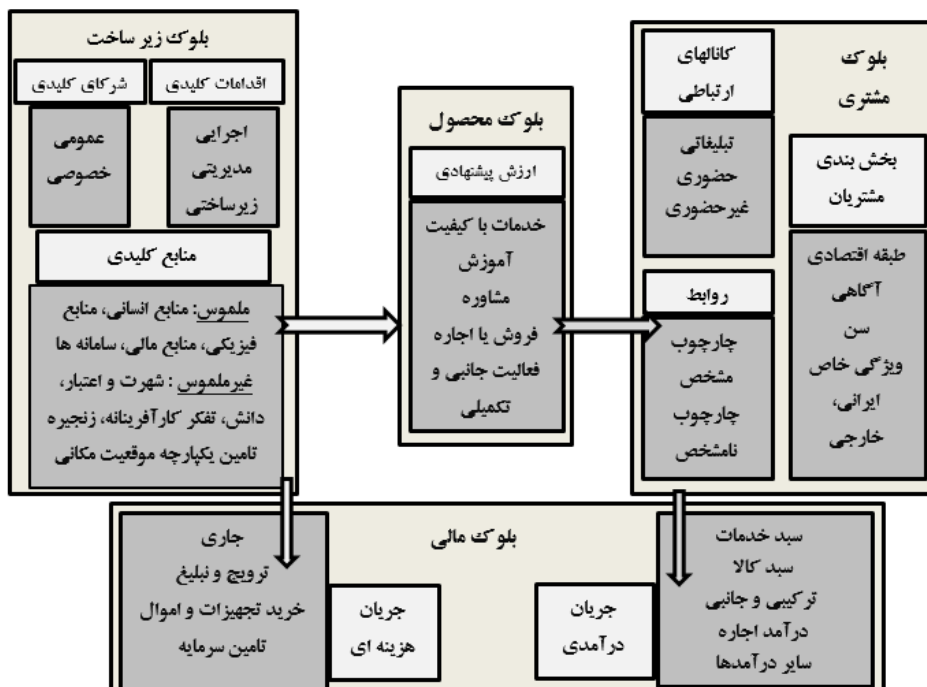 بلوک زیر ساخت
اقدامات کلیدی
شرکای کلیدی
اجرایی
مدیریتی
زیرساختی
عمومی
خصوصی
منابع کلیدی
ملموس: منابع انسانی، منابع
فیزیکی، منابع مالی، سامانه ها
غیرملموس : شهرت و اعتبار،
دانش، تفکر کارآفرینانه، زنجیره
تامین یکپارچه موقعیت مکانی
بلوک محصول
ارزش پیشنهادی
خدمات با کیفیت
آموزش
مشاوره
فروش یا اجاره
فعالیت جانبی و
تکمیلی
بلوک
مشتری
کانالهای
ارتباطی
تبلیغاتی
حضوری
غیرحضوری
روابط
چارچوب
مشخص
چارچوب
نامشخص
بخش بندی
مشتریان
طبقه اقتصادی
آگاهی
سن
ویژگی خاص
ایرانی،
خارجی
بلوک مالی
سبد خدمات
سبد کالا
ترکیبی و جانبی
درآمد اجاره
سایر درآمدها
جریان
درآمدی
جریان
هزینه ای
جاری
ترویج و نبلیغ
خرید تجهیزات و اموال
تامین سرمایه